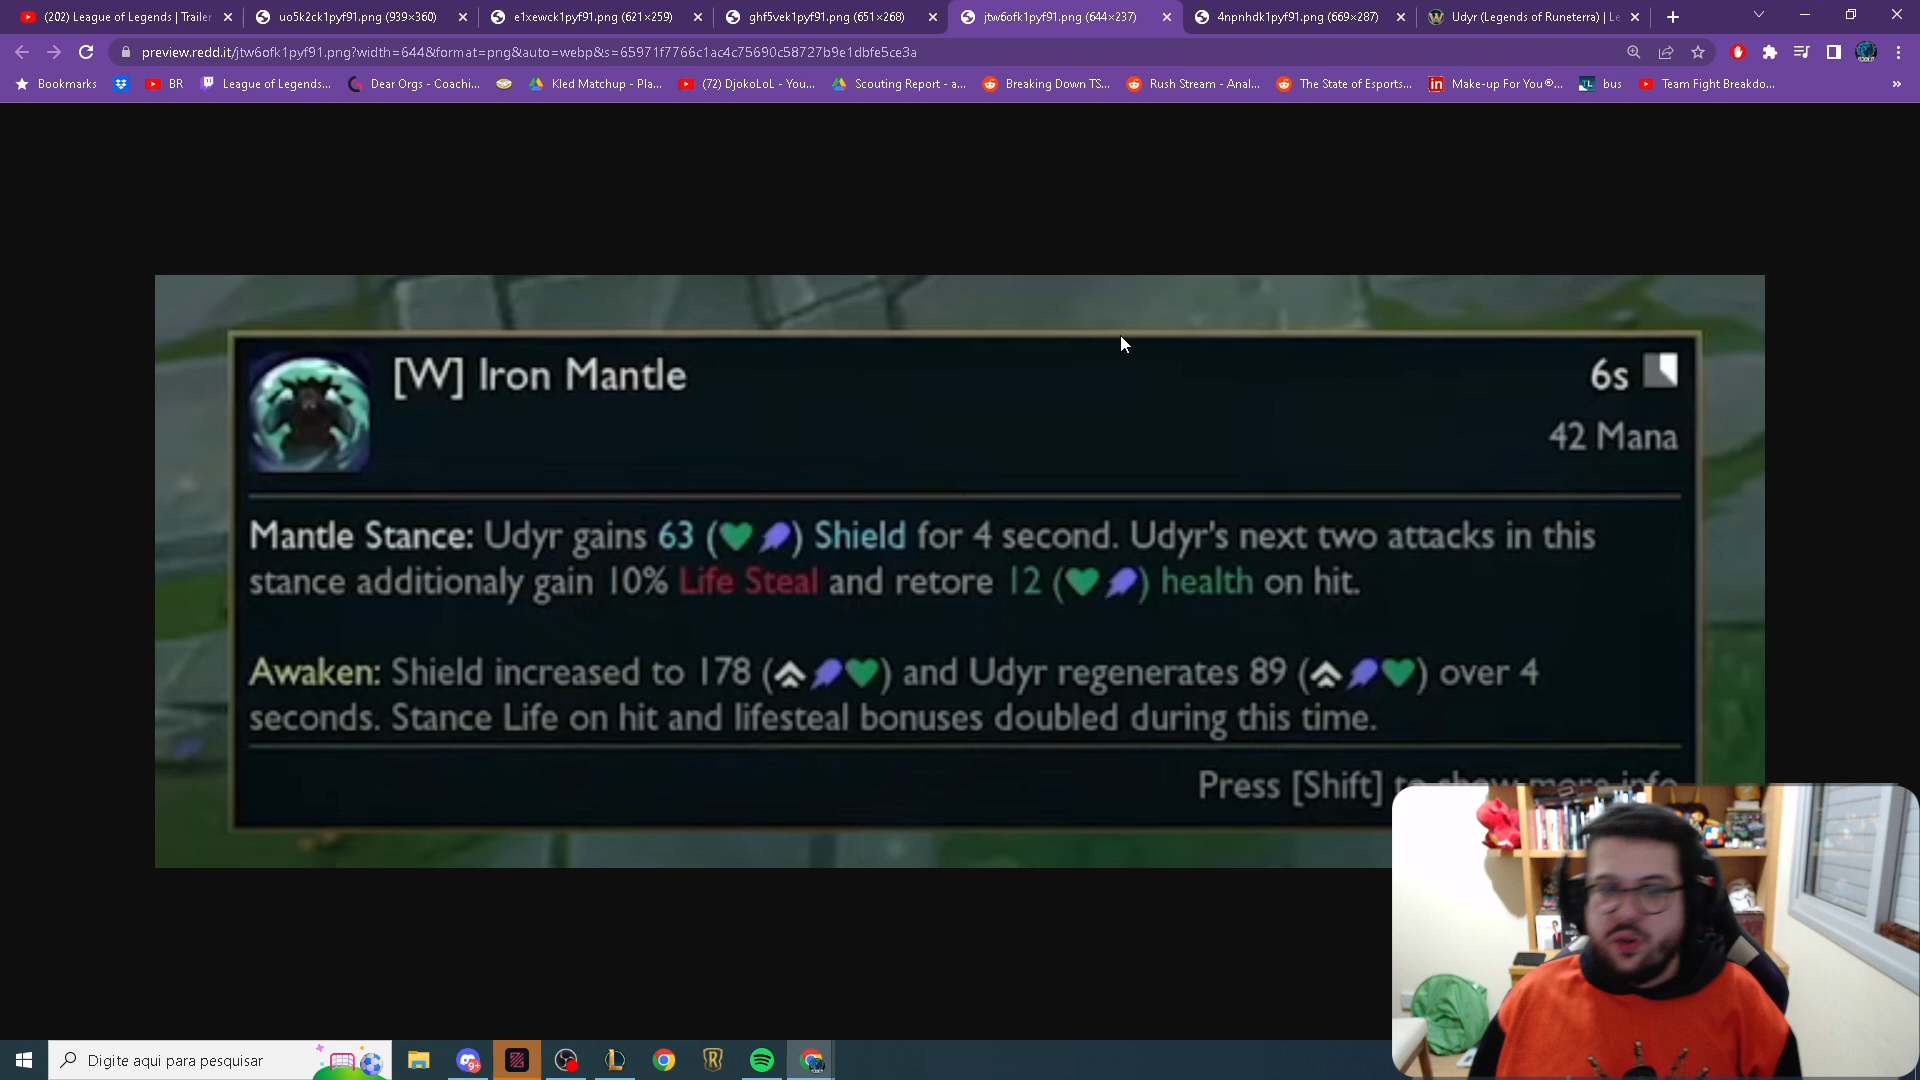 (202) League of Legends | Trailer
uo5k2ck1pyf91.png (939×360)
e1xewck1pyf91.png (621×259)
ghf5vek1pyf91.png (651×268)
jtw6ofk1pyf91.png (644×237)
4npnhdk1pyf91.png (669×287)
Udyr (Legends of Runeterra) | Le
preview.redd.it/jtw6ofk1pyf91.png?width=644&format=png&auto=webp&s=65971f7766c1ac4c75690c58727b9e1dbfe5ce3a
Bookmarks
BR
League of Legends...
Dear Orgs - Coachi...
Kled Matchup - Pla...
(72) DjokoLoL - You...
Scouting Report - a...
Breaking Down TS...
Rush Stream - Anal...
The State of Esports...
Make-up For You®...
bus
Team Fight Breakdo...
[W] Iron Mantle
6s
42 Mana
Mantle Stance: Udyr gains 63 ( ) Shield for 4 second. Udyr's next two attacks in this
stance additionaly gain 10% Life Steal and retore 12 ( ) health on hit.
Awaken: Shield increased to 178 ( ) and Udyr regenerates 89 ( ) over 4
seconds. Stance Life on hit and lifesteal bonuses doubled during this time.
Press [Shift] to show more info
Digite aqui para pesquisar
9+